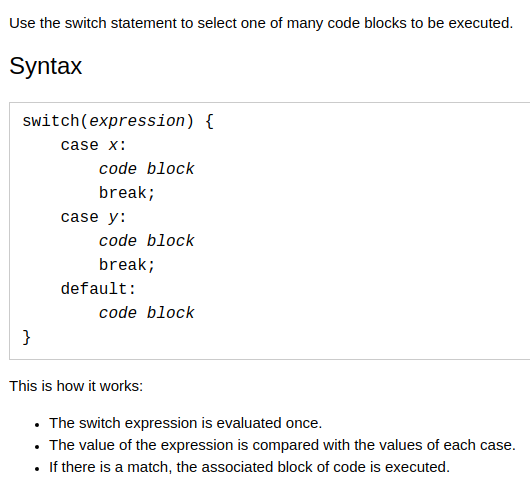 Use the switch statement to select one of many code blocks to be executed.
Syntax
switch(expression) {
    case x:
        code block
        break;
    case y:
        code block
        break;
    default:
        code block
}
This is how it works:
• The switch expression is evaluated once.
• The value of the expression is compared with the values of each case.
• If there is a match, the associated block of code is executed.